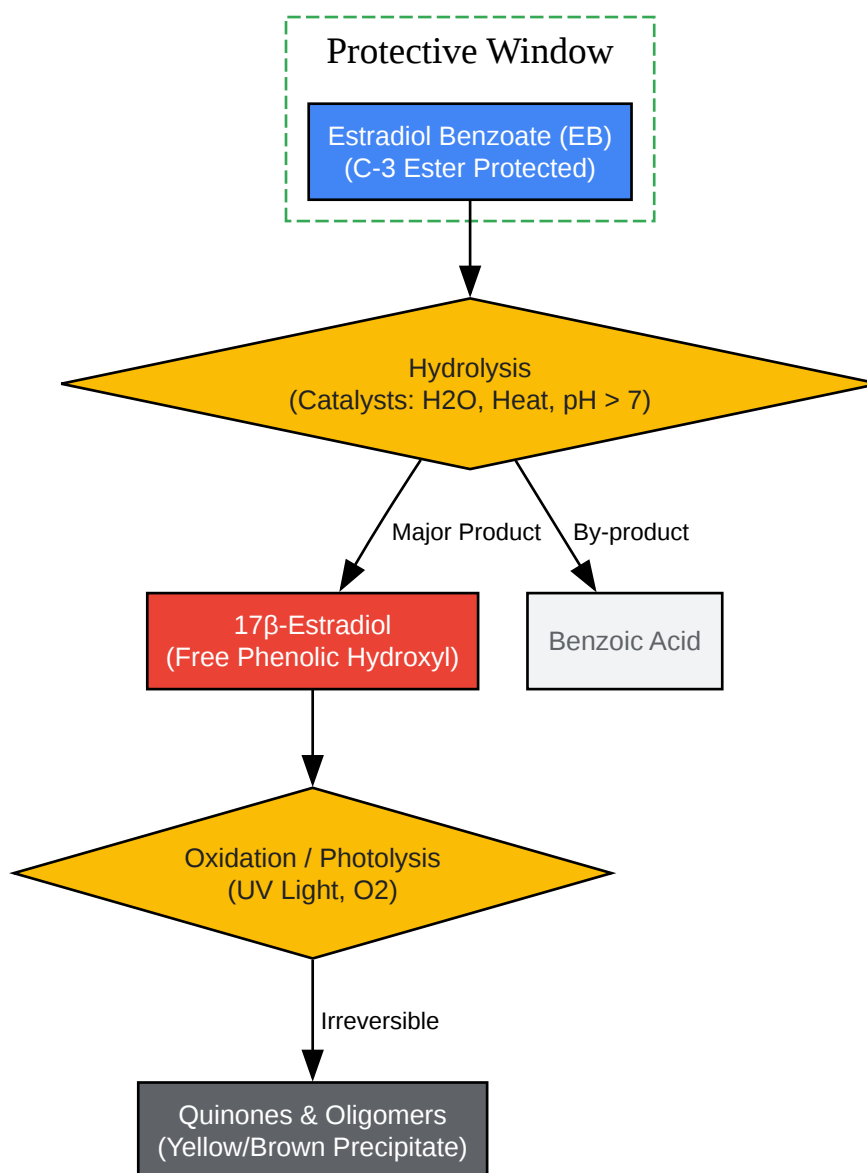 Protective Window
Estradiol Benzoate (EB)
(C-3 Ester Protected)
Hydrolysis
(Catalysts: H2O, Heat, pH > 7)
Major Product
By-product
17β-Estradiol
(Free Phenolic Hydroxyl)
Benzoic Acid
Oxidation / Photolysis
(UV Light, O2)
Irreversible
Quinones & Oligomers
(Yellow/Brown Precipitate)